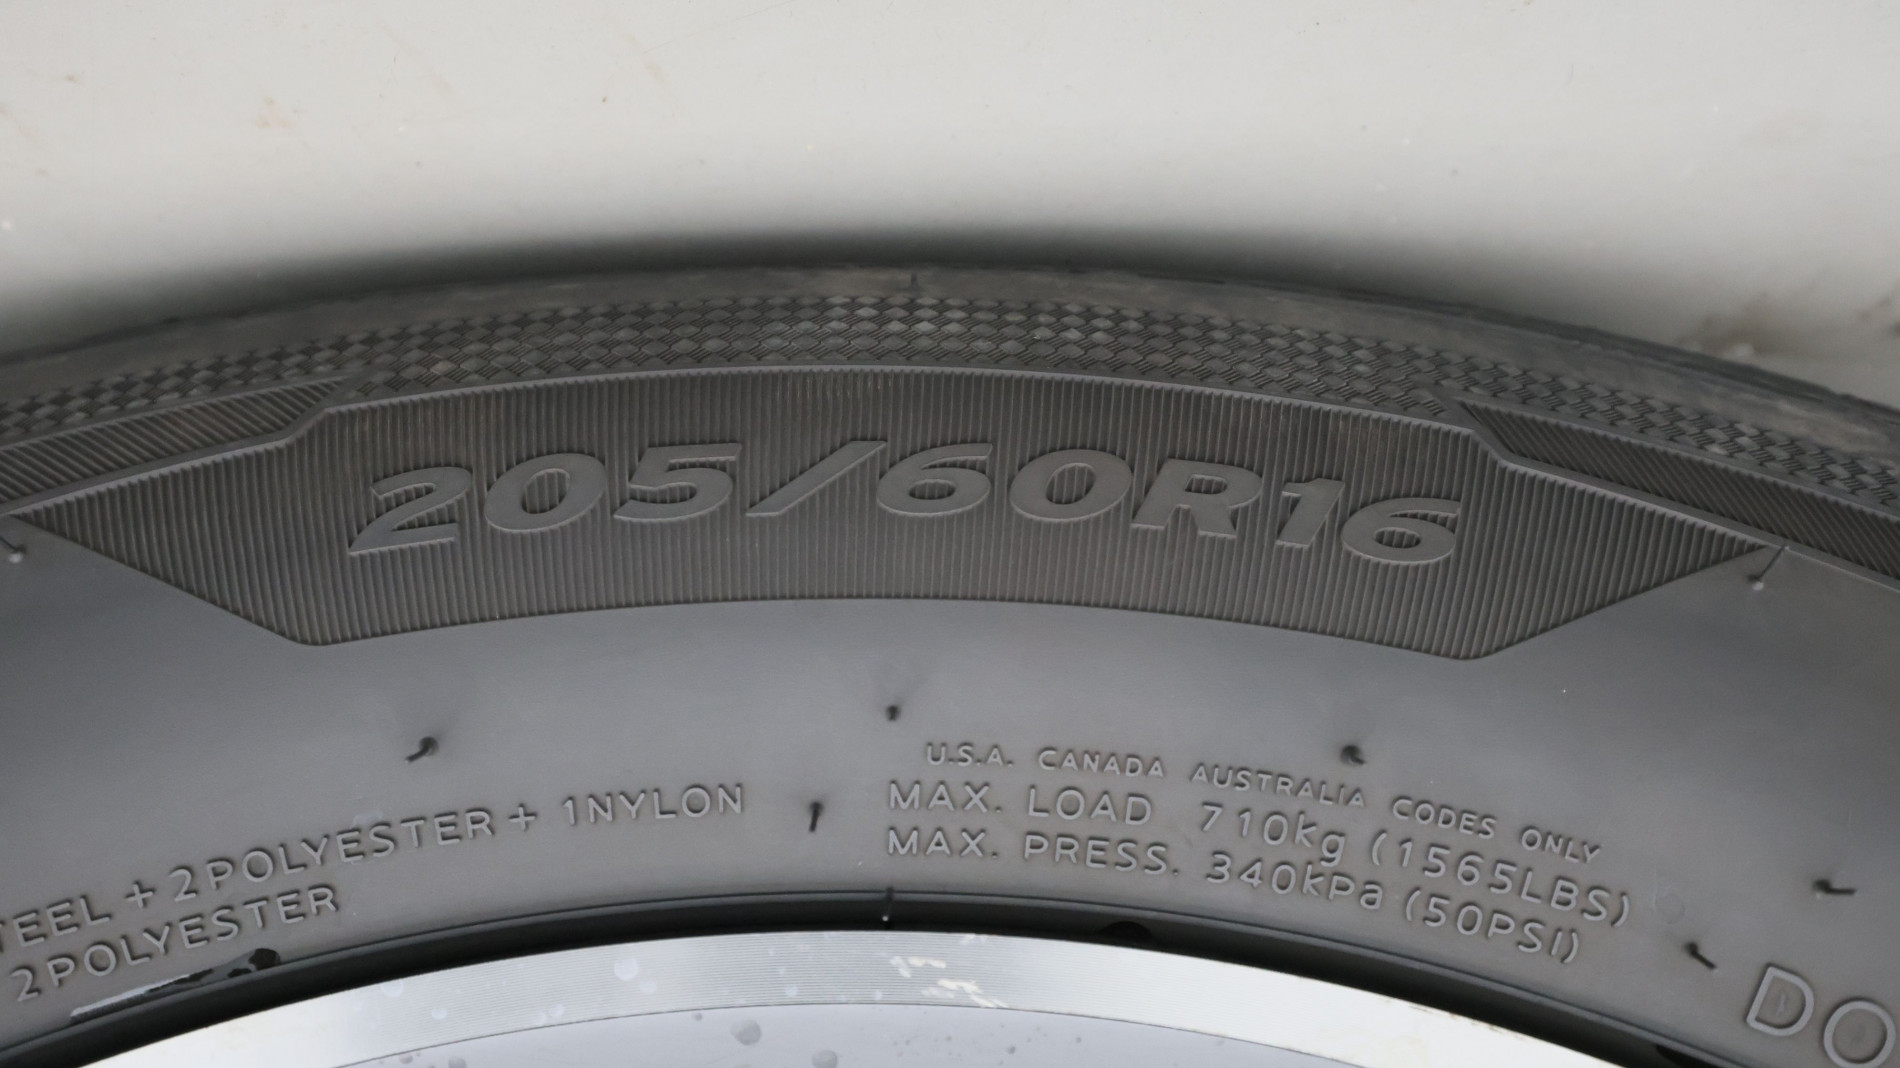 205/60R16
TEEL + 2POLYESTER + 1NYLON
2POLYESTER
U.S.A. CANADA AUSTRALIA CODES ONLY
MAX. LOAD 710kg (1565LBS)
MAX. PRESS. 340kPa (50PSI)
DO